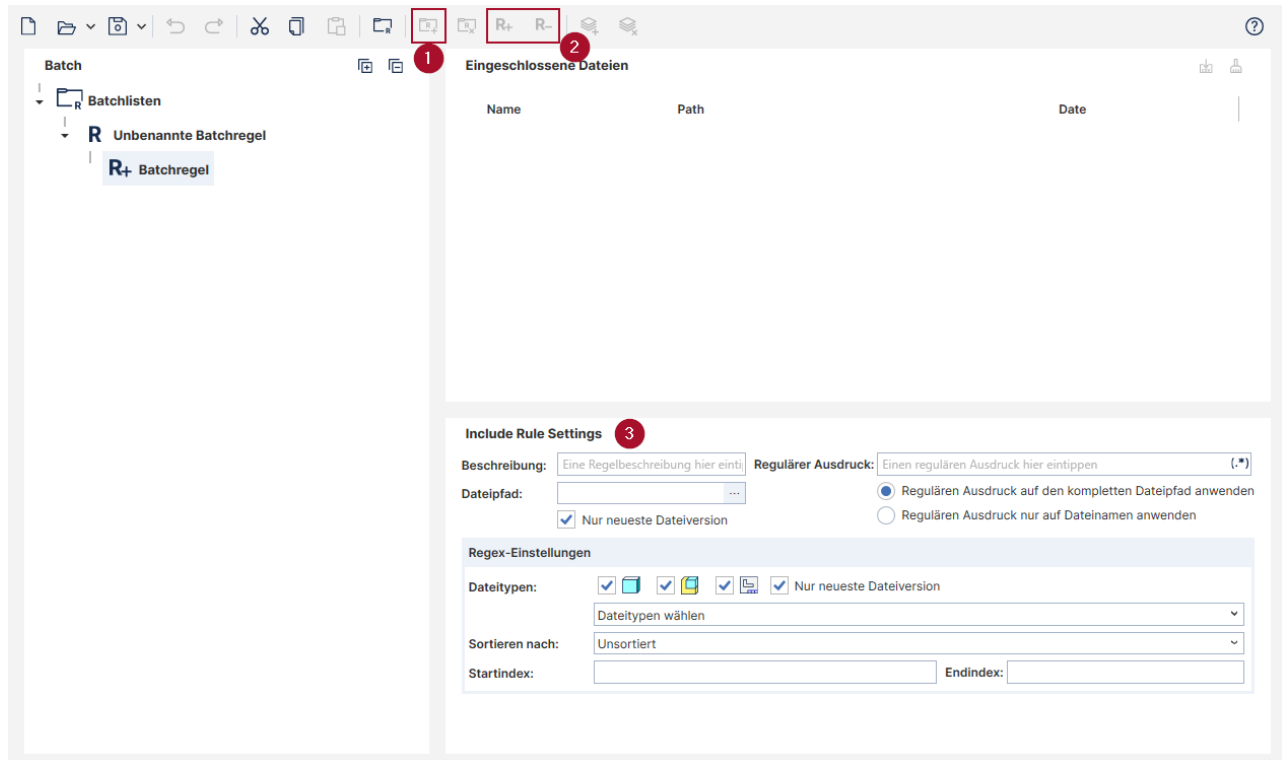 R+ R-
1
2
Batch
Eingeschlossene Dateien
Batchlisten
Name Path Date
R Unbenannte Batchregel
R+ Batchregel
Include Rule Settings 3
Beschreibung: Eine Regelbeschreibung hier einti Regulärer Ausdruck: Einen regulären Ausdruck hier eintippen (.*)
Dateipfad: ... Regulären Ausdruck auf den kompletten Dateipfad anwenden
Nur neueste Dateiversion Regulären Ausdruck nur auf Dateinamen anwenden
Regex-Einstellungen
Dateitypen: Nur neueste Dateiversion
Dateitypen wählen
Sortieren nach: Unsortiert
Startindex: Endindex: